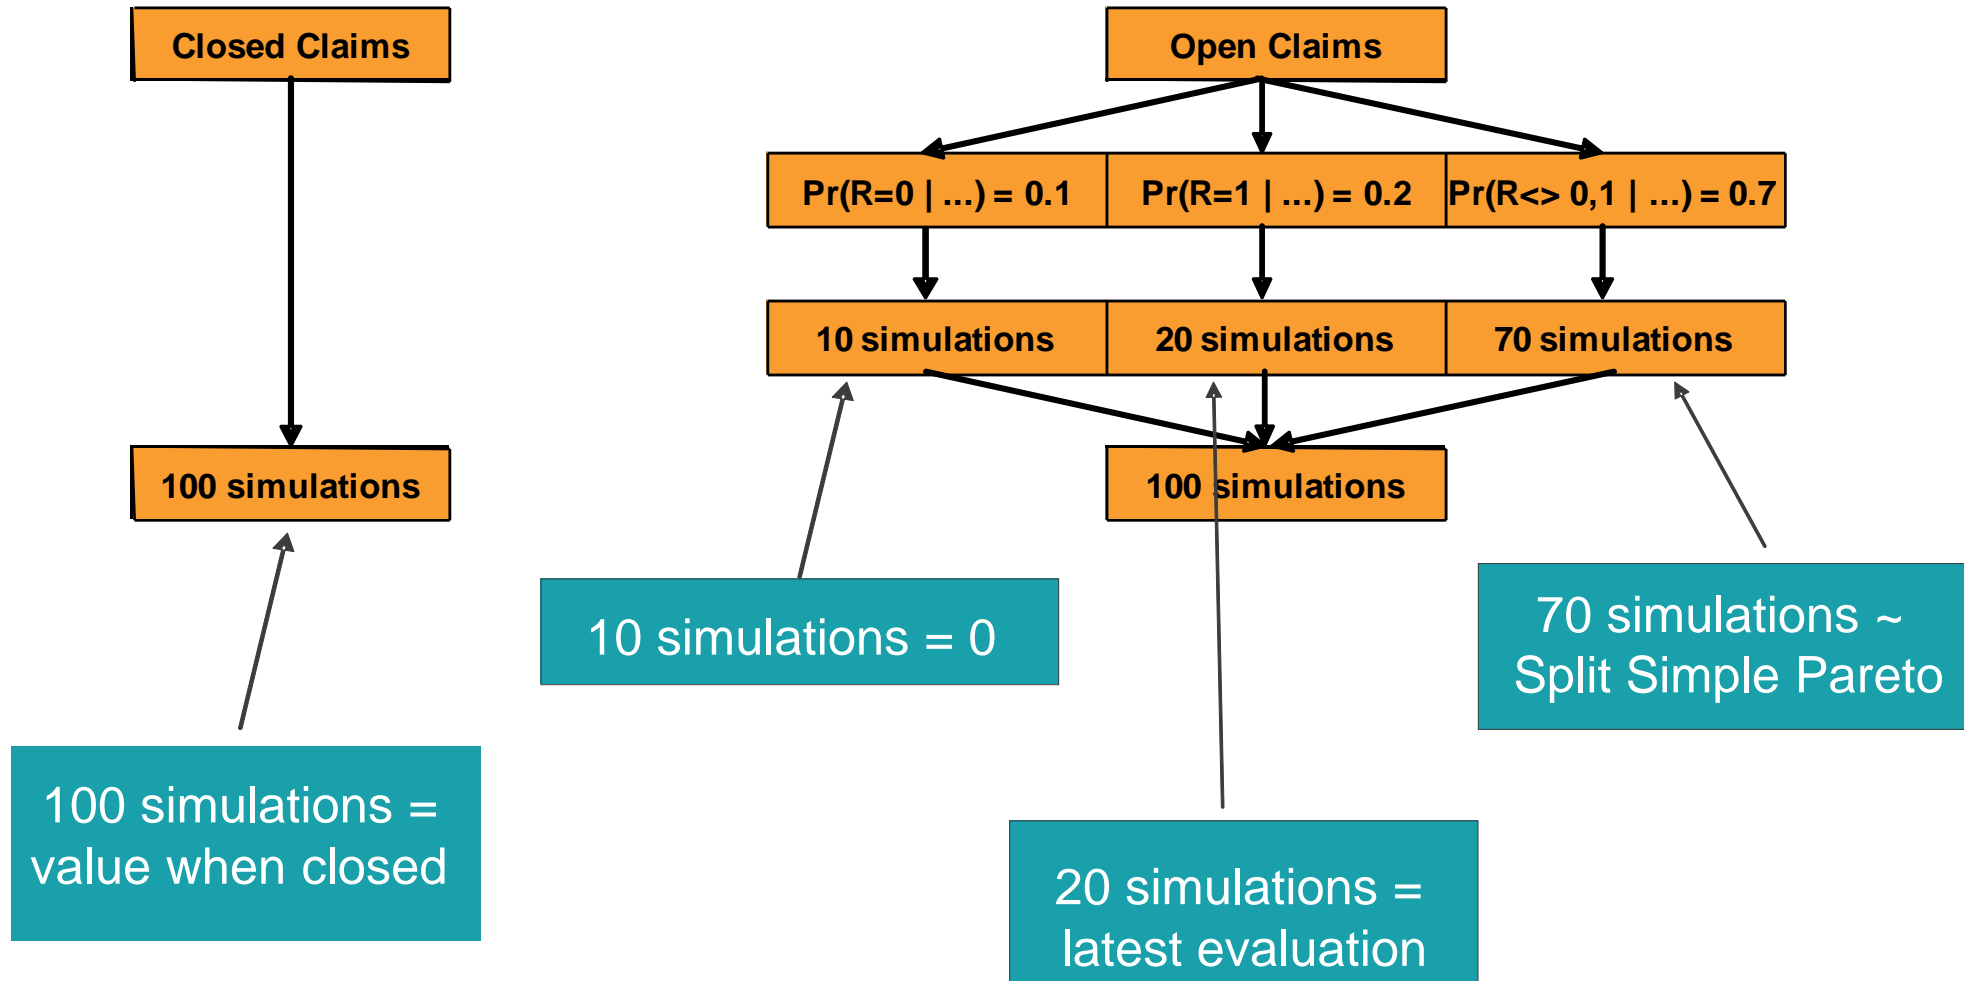 Closed Claims
Open Claims
Pr(R=0 | ...) = 0.1
Pr(R=1 | ...) = 0.2
Pr(R<> 0,1 | ...) = 0.7
10 simulations
20 simulations
70 simulations
100 simulations
100 simulations
10 simulations = 0
70 simulations ~
Split Simple Pareto
100 simulations =
value when closed
20 simulations =
latest evaluation